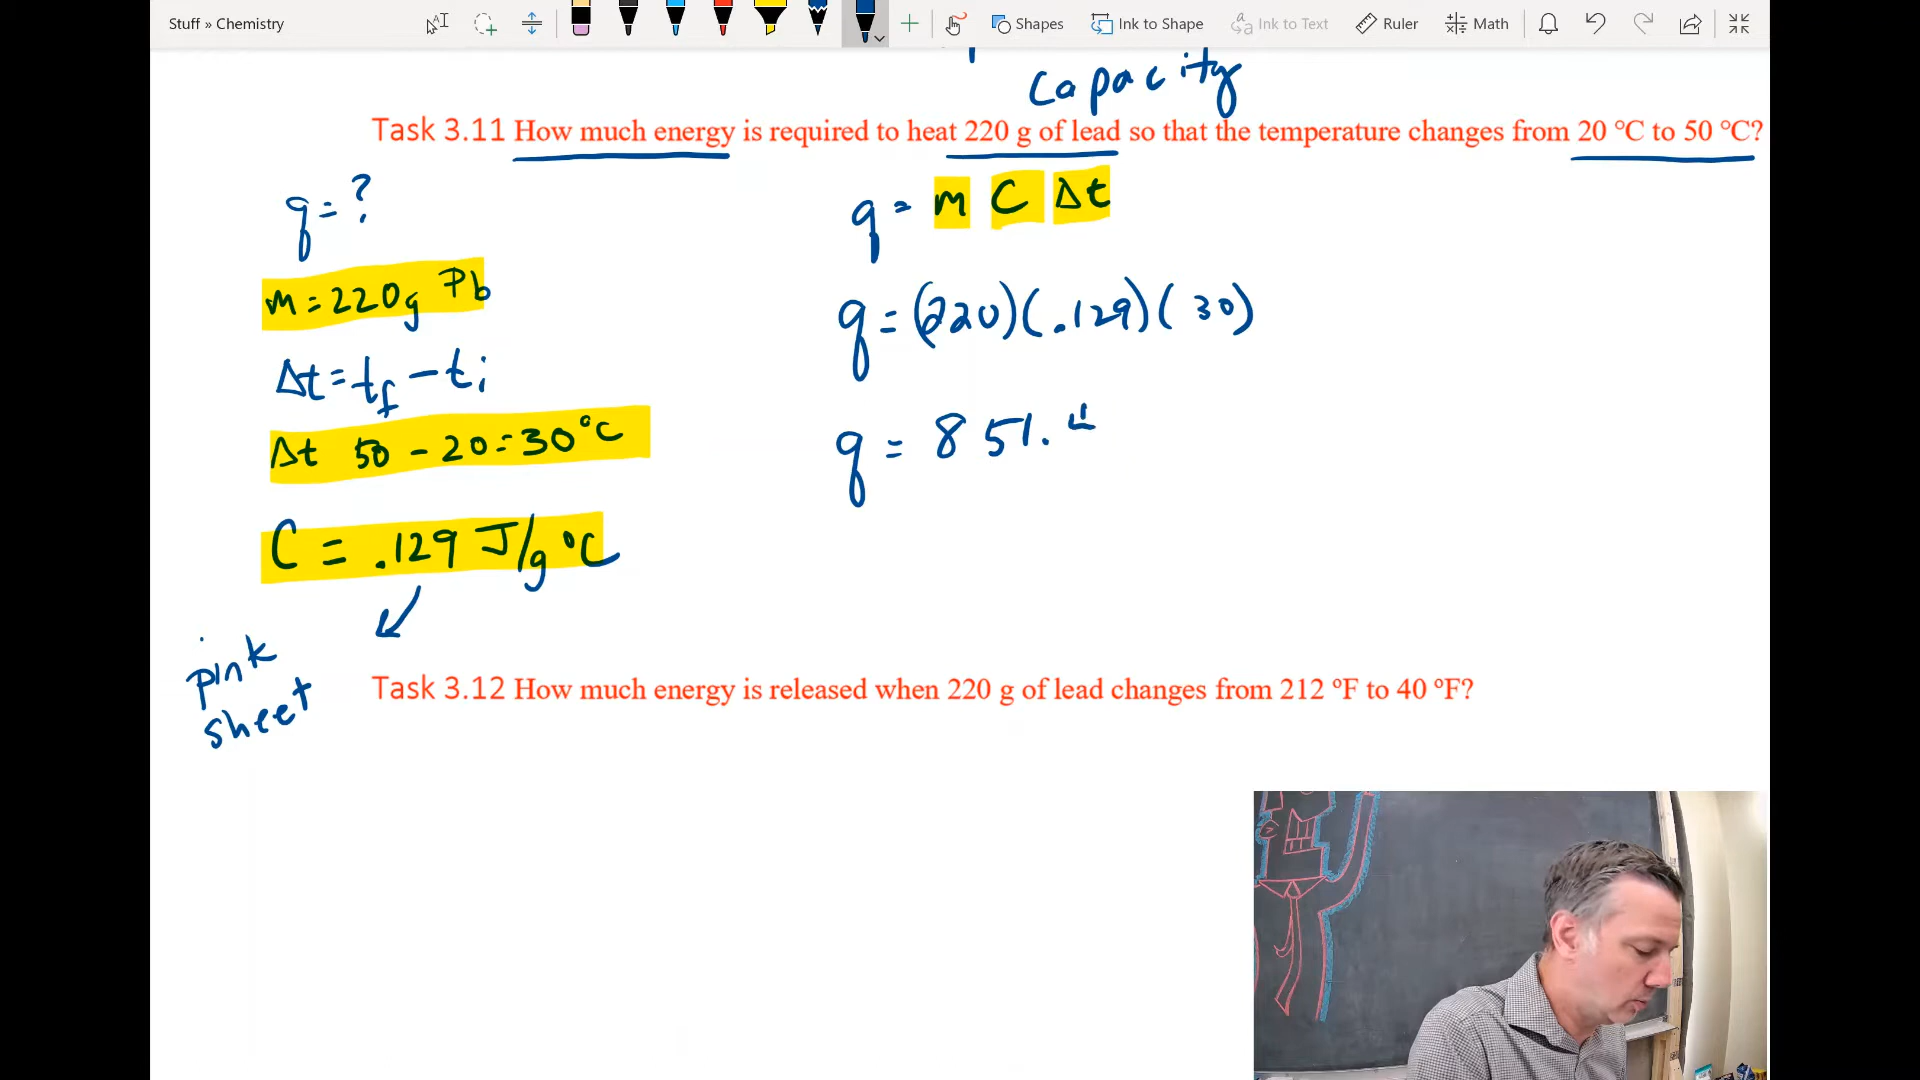 Stuff » Chemistry
Shapes
Ink to Shape
Ink to Text
Ruler
Math
capacity
Task 3.11 How much energy is required to heat 220 g of lead so that the temperature changes from 20 °C to 50 °C?
q = ?
m = 220g Pb
Δt = tf - ti
Δt 50 - 20 = 30°C
C = .129 J/g °C
pink
sheet
q = m C Δt
q = (220)(.129)(30)
q = 851.4
Task 3.12 How much energy is released when 220 g of lead changes from 212 °F to 40 °F?